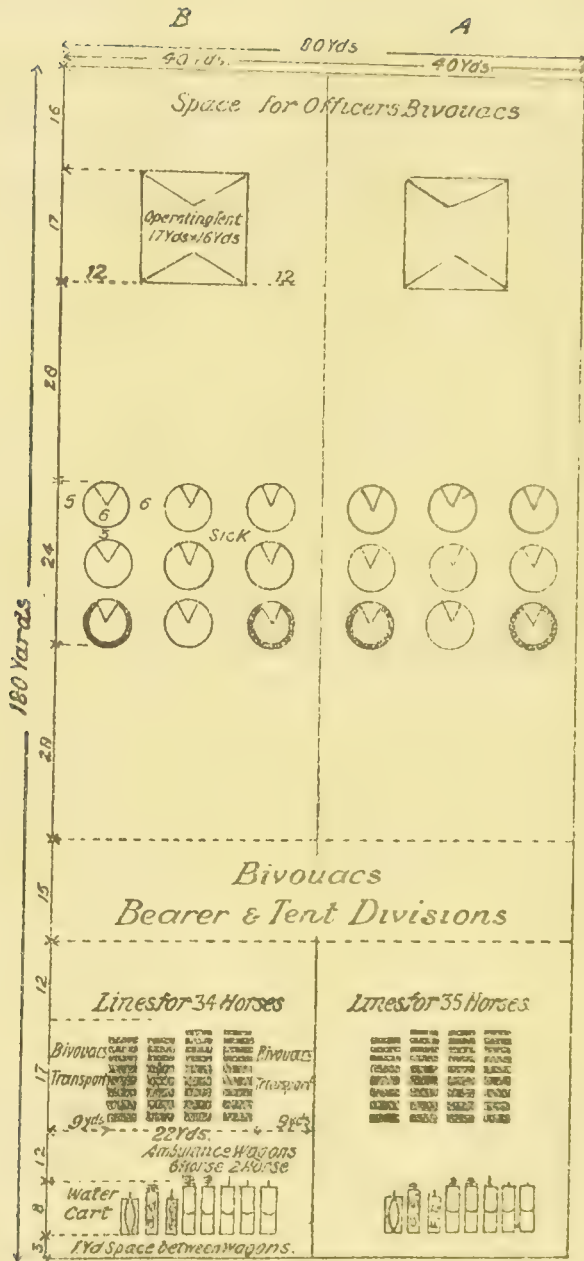 B A
80 Yds
40 Yds. 40 Yds.
16
Space for Officers Bivouacs
17
Operating Tent
17 Yds × 16 Yds
12 12
28
5 6 6
5
Sick
24
180 Yards
28
15
Bivouacs
Bearer & Tent Divisions
12
Lines for 34 Horses Lines for 35 Horses
17
Bivouacs Bivouacs
Transport Transport
9 yds 9 yds
22 Yds.
12
Ambulance Wagons
6 Horse 2 Horse
8
Water
Cart
1 Yd Space between Wagons.